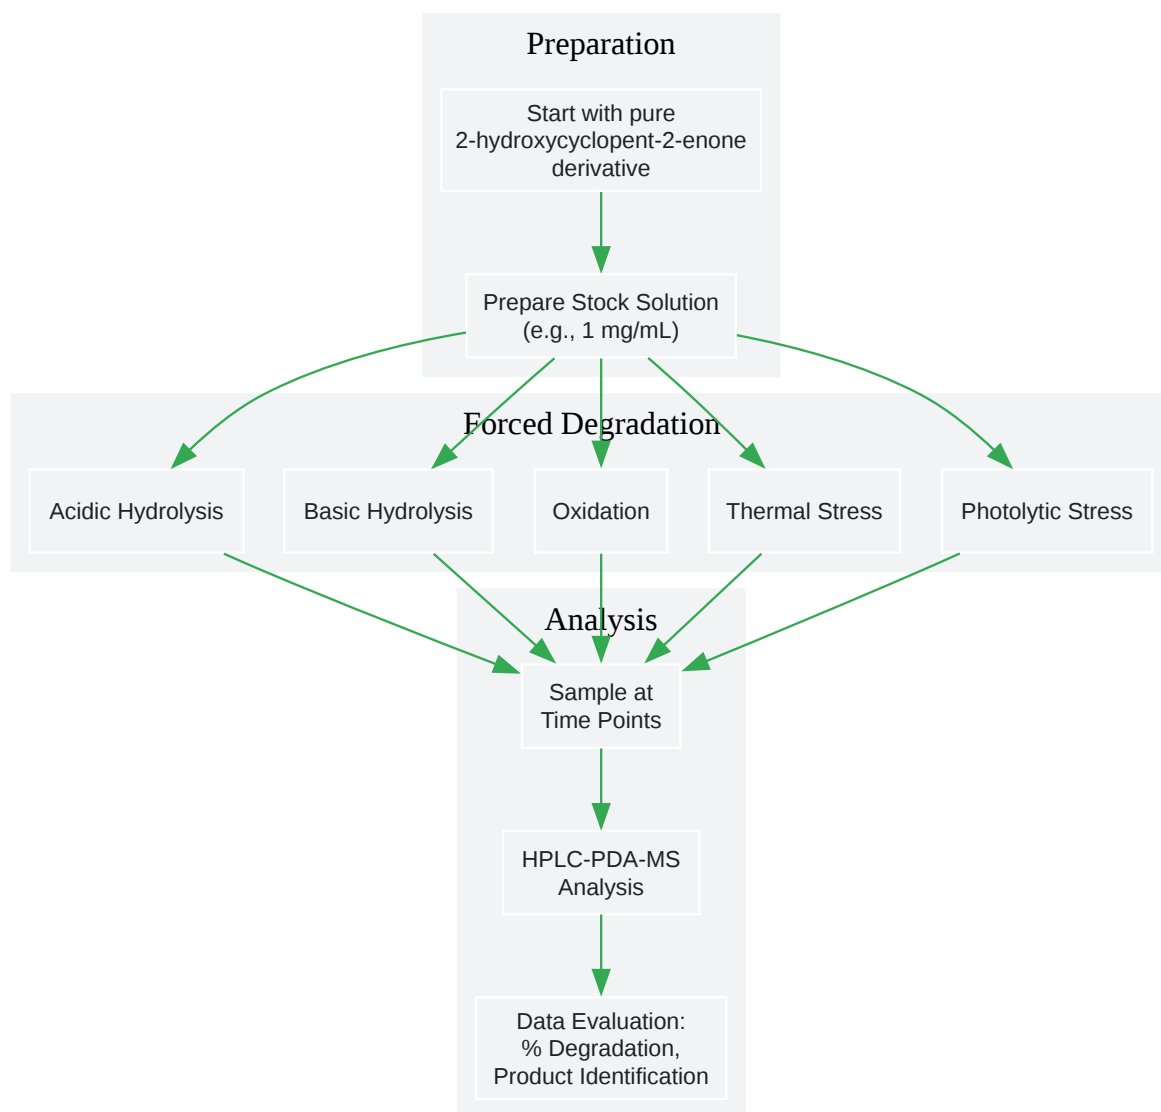 Preparation
Start with pure
2-hydroxycyclopent-2-enone
derivative
Prepare Stock Solution
(e.g., 1 mg/mL)
Forced Degradation
Acidic Hydrolysis
Basic Hydrolysis
Oxidation
Thermal Stress
Photolytic Stress
Analysis
Sample at
Time Points
HPLC-PDA-MS
Analysis
Data Evaluation:
% Degradation,
Product Identification